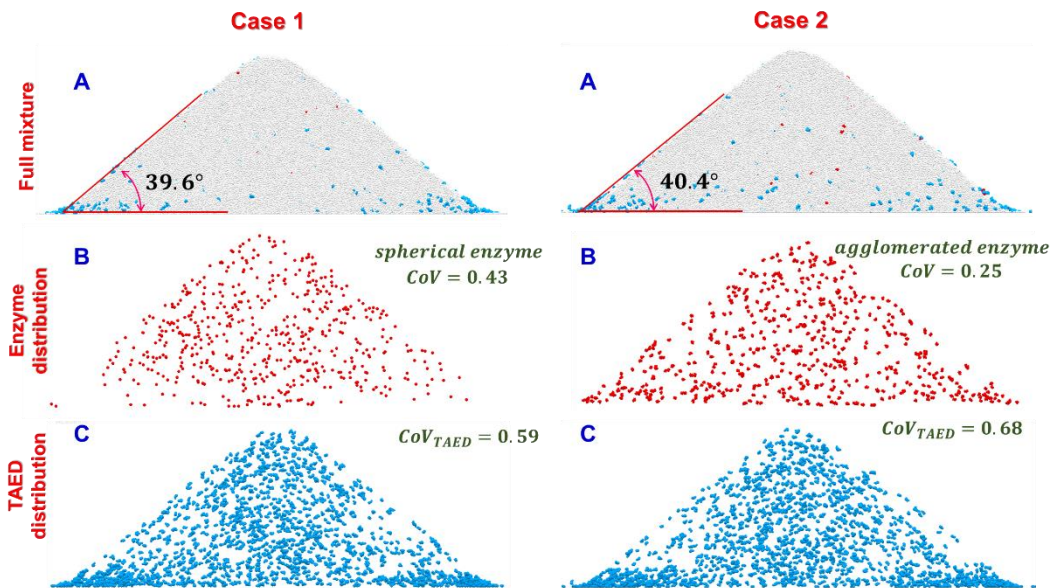 Case 1
Case 2
Full mixture
A
39.6°
A
40.4°
Enzyme
distribution
B
spherical enzyme
CoV = 0.43
B
agglomerated enzyme
CoV = 0.25
TAED
distribution
C
CoV_TAED = 0.59
C
CoV_TAED = 0.68